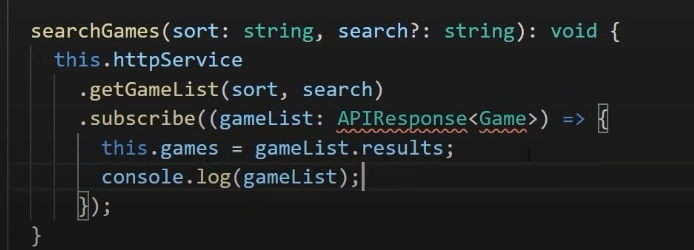 searchGames(sort: string, search?: string): void {
this.httpService
.getGameList(sort, search)
.subscribe((gameList: APIResponse<Game>) => {
this.games = gameList.results;
console.log(gameList);
});
}